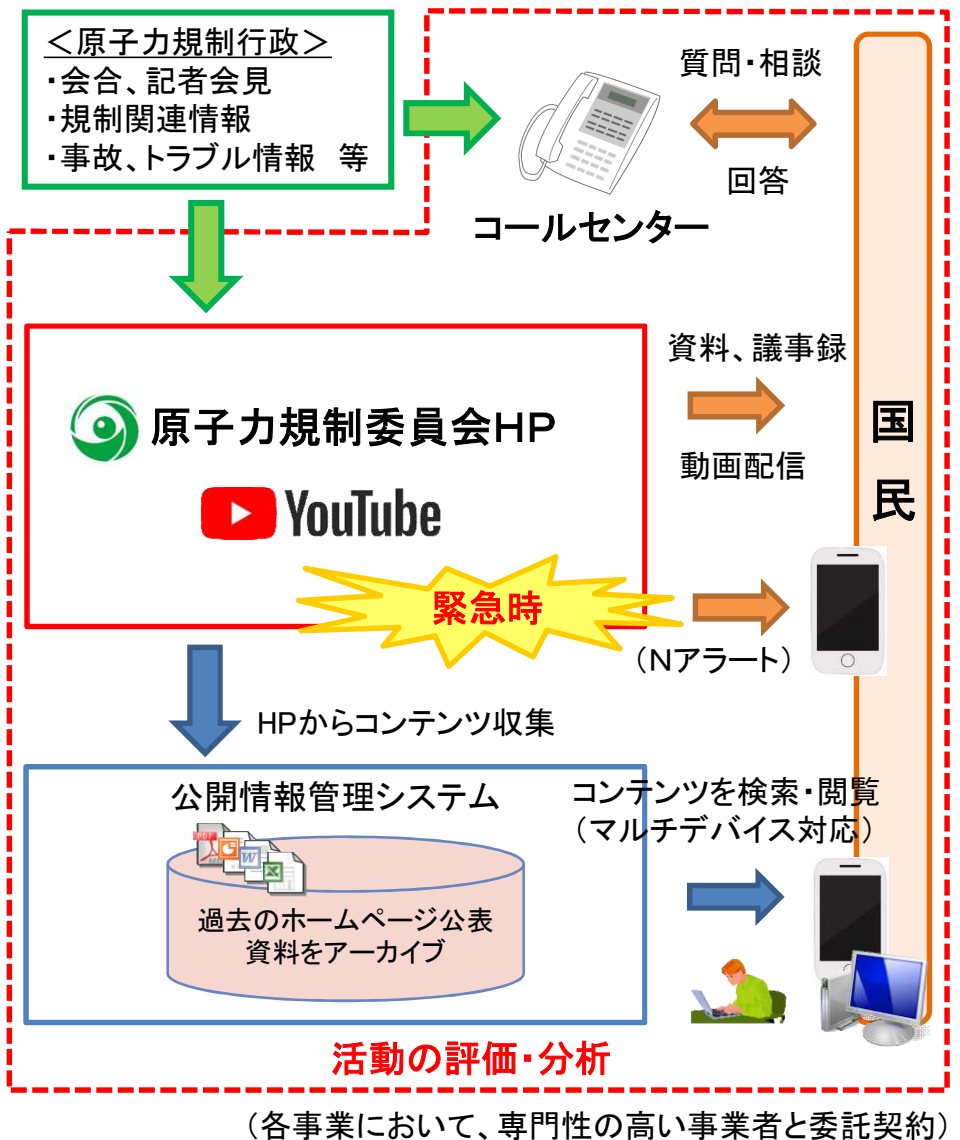 ＜原子力規制行政＞
・会合、記者会見
・規制関連情報
・事故、トラブル情報　等
質問・相談
回答
コールセンター
国民
原子力規制委員会HP
YouTube
資料、議事録
動画配信
緊急時
（Nアラート）
HPからコンテンツ収集
公開情報管理システム
PDF
W
X
過去のホームページ公表
資料をアーカイブ
コンテンツを検索・閲覧
（マルチデバイス対応）
活動の評価・分析
（各事業において、専門性の高い事業者と委託契約）